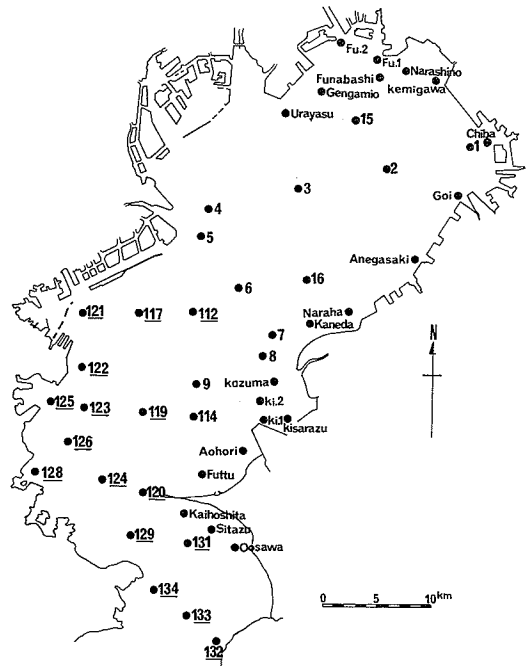 Fu.2
Fu.1
Funabashi
Narashino
Gengamio
kemigawa
Urayasu
15
Chiba
1
2
3
Goi
4
5
Anegasaki
6
16
121
117
112
Naraha
Kaneda
N
7
8
122
9
kozuma
125
123
119
114
ki.2
ki.1
kisarazu
126
Aohori
128
124
Futtu
120
Kaihoshita
129
131
Sitazu
Oosawa
134
133
132
0 5 10 km